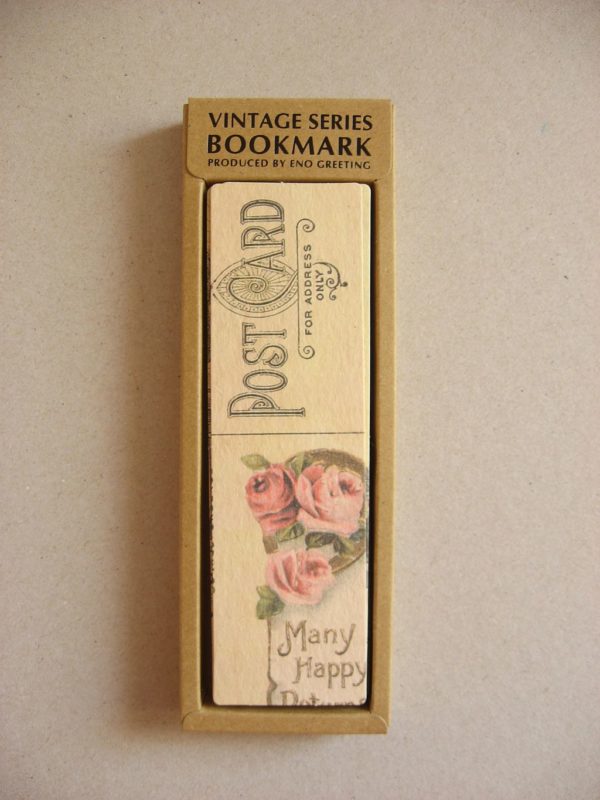 VINTAGE SERIES
BOOKMARK
PRODUCED BY ENO GREETING
POST CARD
FOR ADDRESS
ONLY
Many
Happy